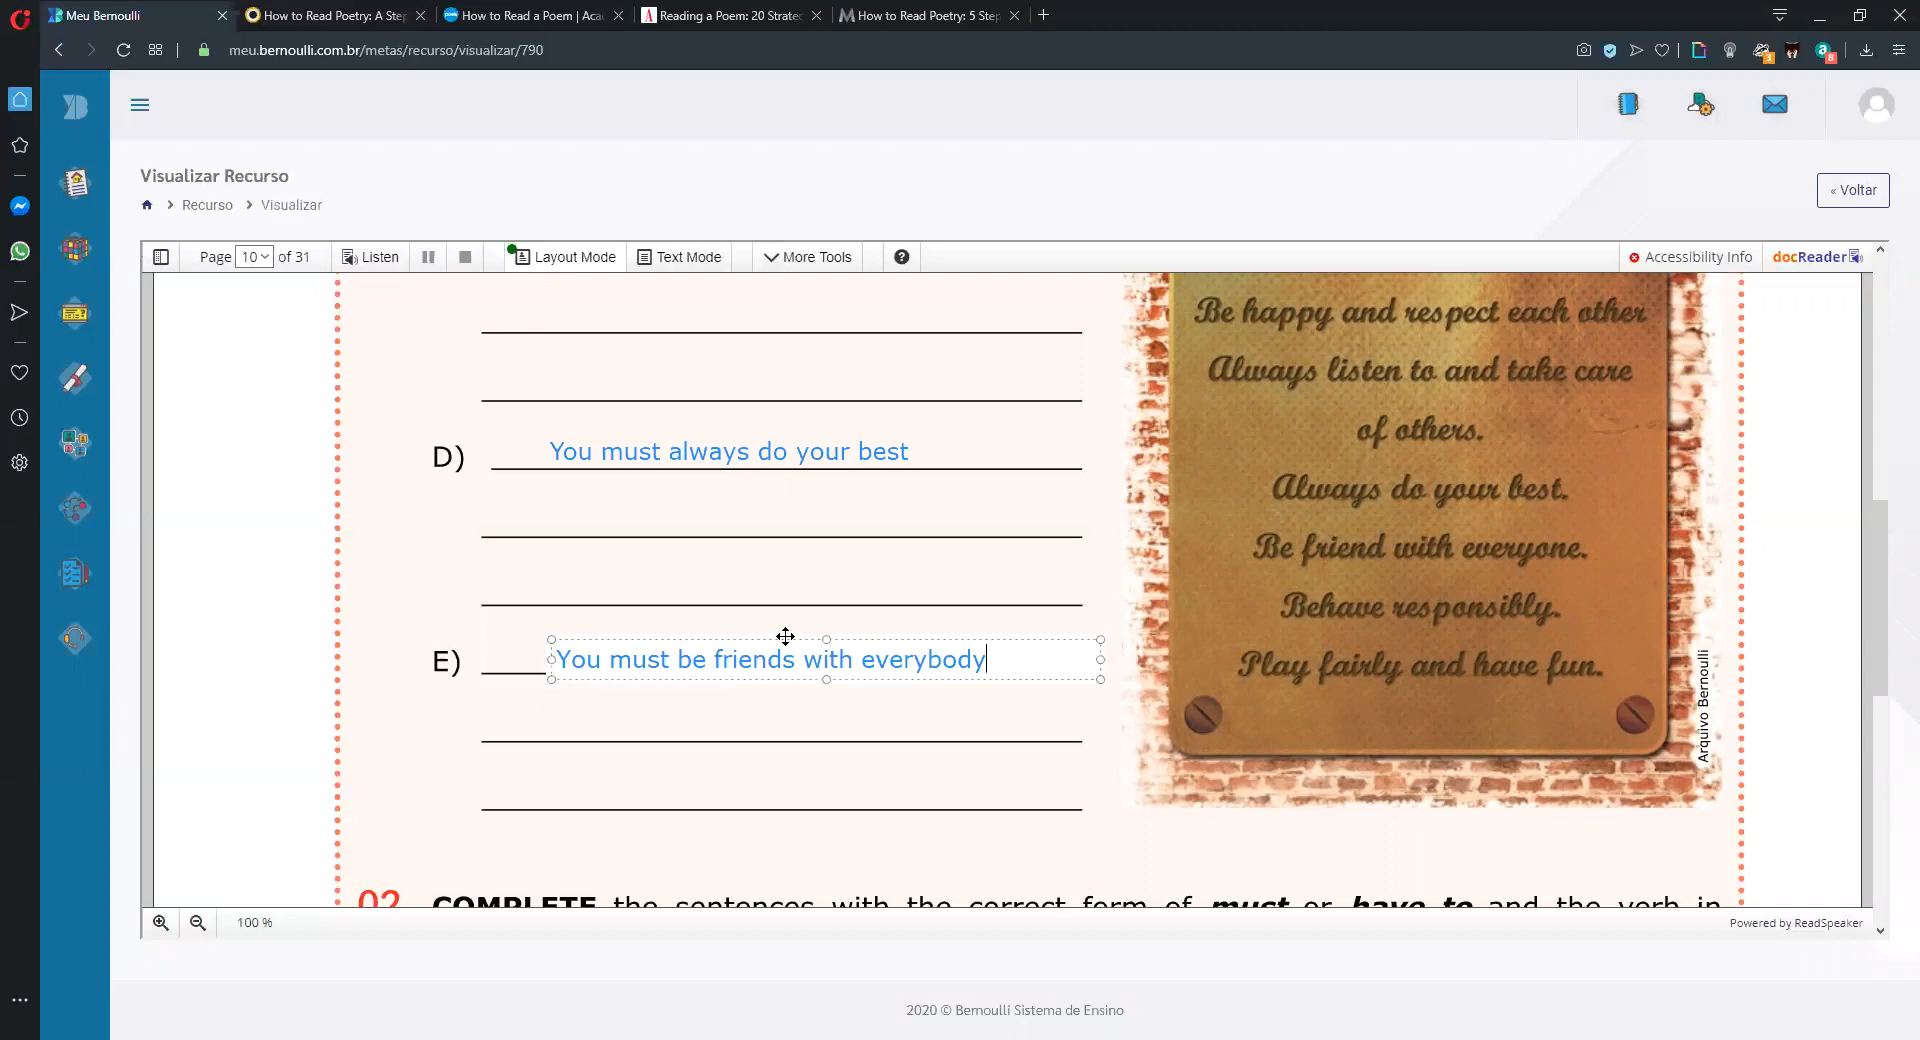 Meu Bernoulli
How to Read Poetry: A Step
How to Read a Poem | Aca
Reading a Poem: 20 Strate
How to Read Poetry: 5 Step
meu.bernoulli.com.br/metas/recurso/visualizar/790
3
8
Visualizar Recurso
Recurso > Visualizar
« Voltar
Page 10 of 31
Listen
Layout Mode
Text Mode
More Tools
Accessibility Info
docReader
Be happy and respect each other
Always listen to and take care
of others.
Always do your best.
Be friend with everyone.
Behave responsibly.
Play fairly and have fun.
Arquivo Bernoulli
D) You must always do your best
E) You must be friends with everybody
02 COMPLETE the sentences with the correct form of must or have to and the verb in
100 %
Powered by ReadSpeaker
2020 © Bernoulli Sistema de Ensino